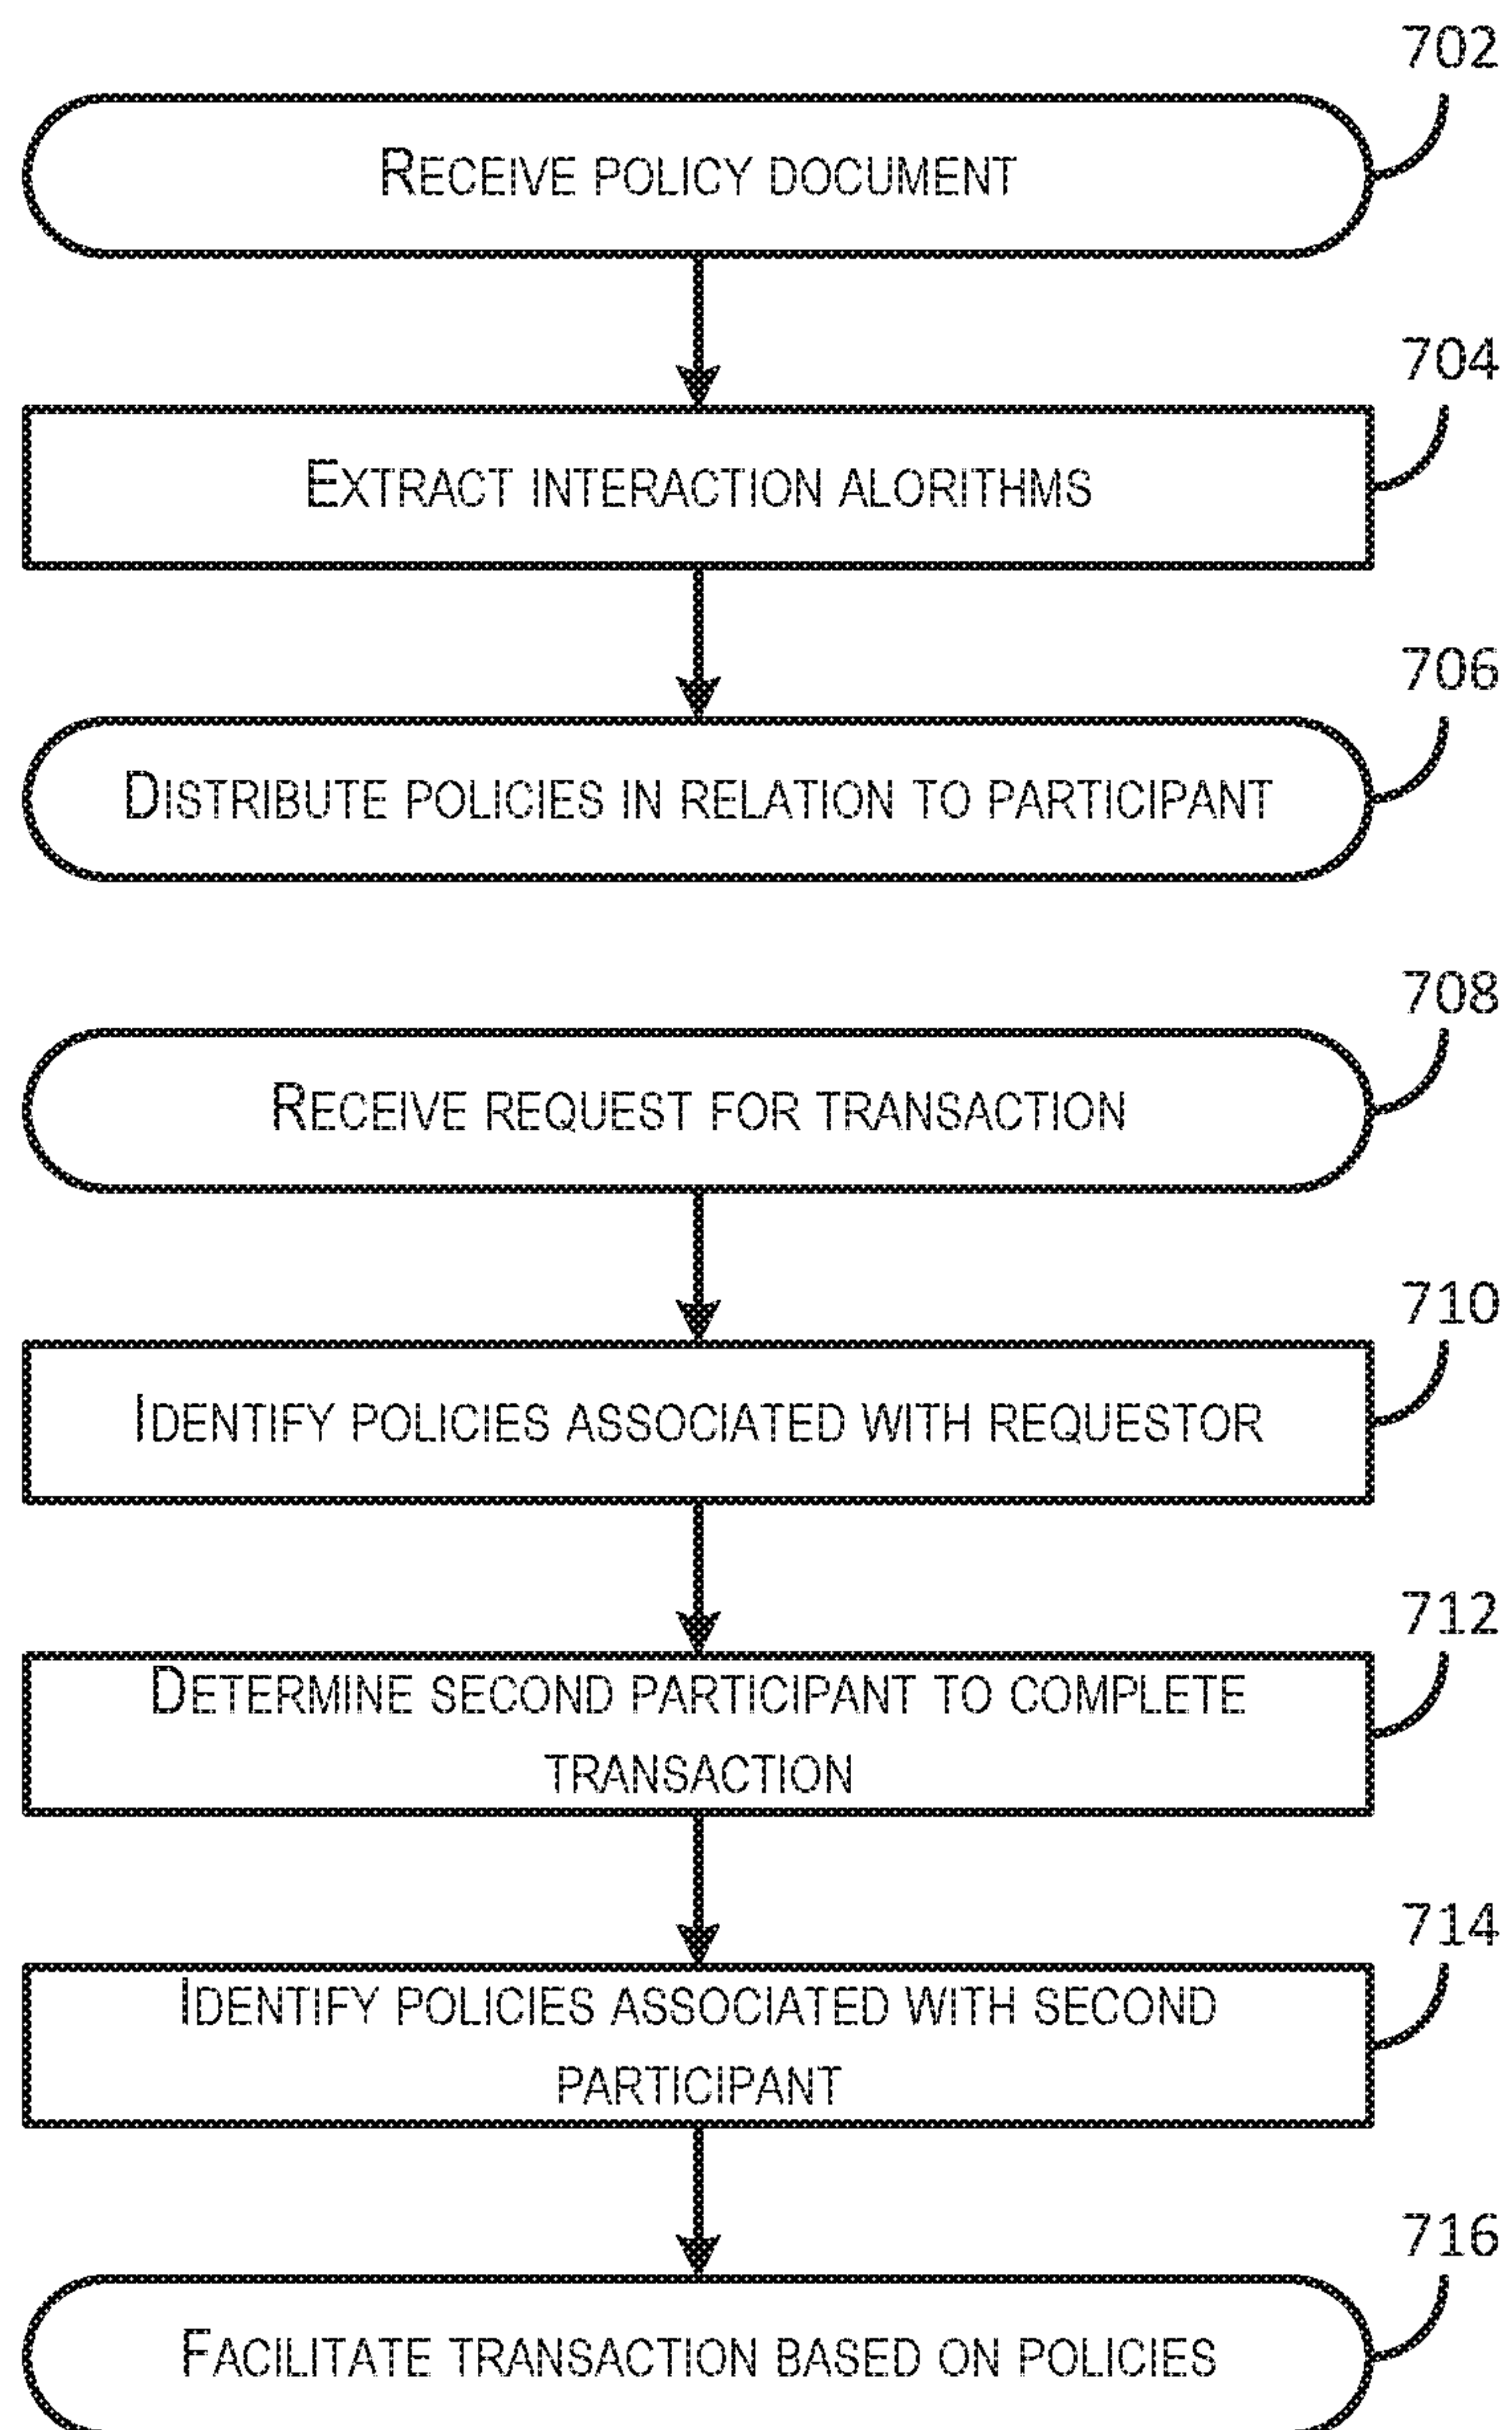 702
RECEIVE POLICY DOCUMENT
704
EXTRACT INTERACTION ALORITHMS
706
DISTRIBUTE POLICIES IN RELATION TO PARTICIPANT
708
RECEIVE REQUEST FOR TRANSACTION
710
IDENTIFY POLICIES ASSOCIATED WITH REQUESTOR
712
DETERMINE SECOND PARTICIPANT TO COMPLETE
TRANSACTION
714
IDENTIFY POLICIES ASSOCIATED WITH SECOND
PARTICIPANT
716
FACILITATE TRANSACTION BASED ON POLICIES